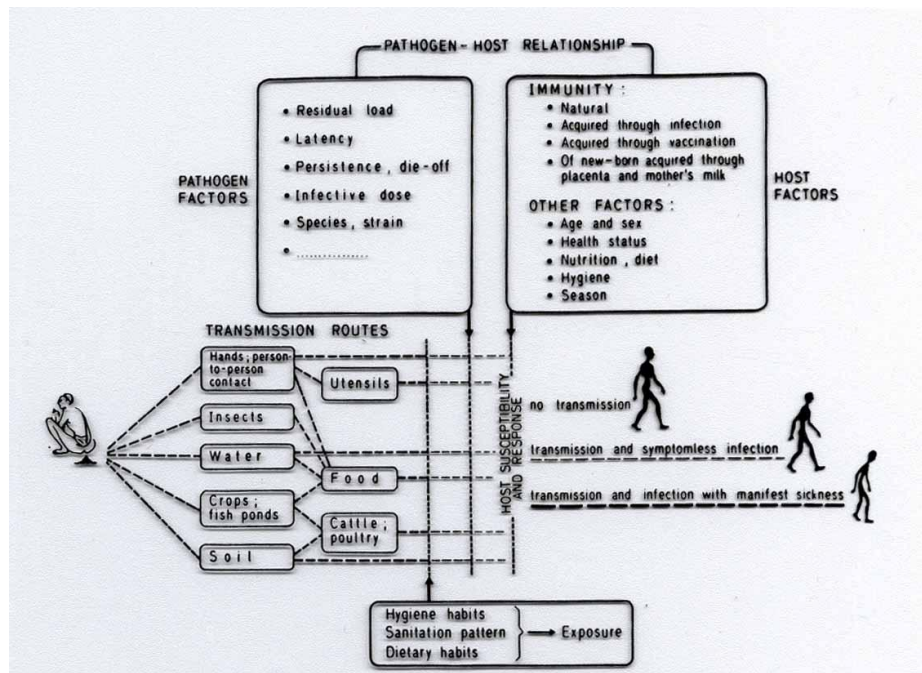 PATHOGEN-HOST RELATIONSHIP
PATHOGEN
FACTORS
• Residual load
• Latency
• Persistence, die-off
• Infective dose
• Species, strain
• ...............
IMMUNITY:
• Natural
• Acquired through infection
• Acquired through vaccination
• Of new-born acquired through
placenta and mother's milk
OTHER FACTORS:
• Age and sex
• Health status
• Nutrition, diet
• Hygiene
• Season
HOST
FACTORS
TRANSMISSION ROUTES
Hands; person-
to-person
contact
Utensils
Insects
Water
Food
Crops;
fish ponds
Cattle;
poultry
Soil
HOST SUSCEPTIBILITY
AND RESPONSE
no transmission
transmission and symptomless infection
transmission and infection with manifest sickness
Hygiene habits
Sanitation pattern
Dietary habits
Exposure